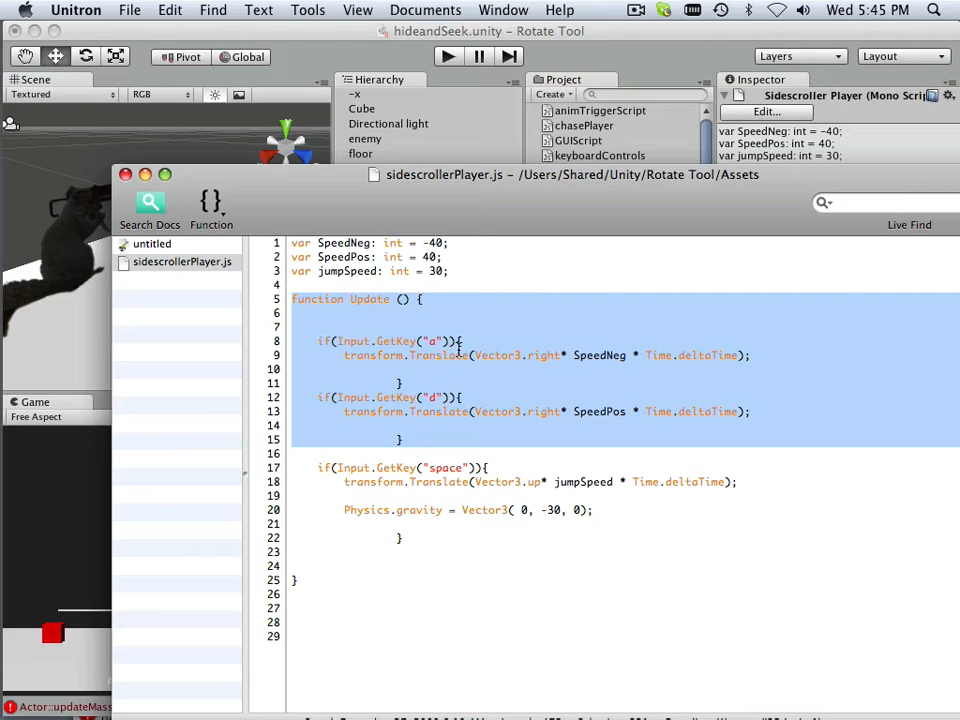 Unitron File Edit Find Text Tools View Documents Window Help Wed 5:45 PM
hideandSeek.unity - Rotate Tool
Pivot Global Layers Layout
Scene Hierarchy Project Inspector
Textured RGB Create Sidescroller Player (Mono Scrip
-x
Cube
Directional light
enemy
floor
animTriggerScript
chasePlayer
GUIScript
keyboardControls
Edit...
var SpeedNeg: int = -40;
var SpeedPos: int = 40;
var jumpSpeed: int = 30;
sidescrollerPlayer.js - /Users/Shared/Unity/Rotate Tool/Assets
{}
Search Docs Function Live Find
untitled
sidescrollerPlayer.js
Game
Free Aspect
1 var SpeedNeg: int = -40;
2 var SpeedPos: int = 40;
3 var jumpSpeed: int = 30;
4
5 function Update () {
6
7
8 if(Input.GetKey("a")){
9 transform.Translate(Vector3.right* SpeedNeg * Time.deltaTime);
10
11 }
12 if(Input.GetKey("d")){
13 transform.Translate(Vector3.right* SpeedPos * Time.deltaTime);
14
15 }
16
17 if(Input.GetKey("space")){
18 transform.Translate(Vector3.up* jumpSpeed * Time.deltaTime);
19
20 Physics.gravity = Vector3( 0, -30, 0);
21
22 }
23
24
25 }
26
27
28
29
Actor::updateMass